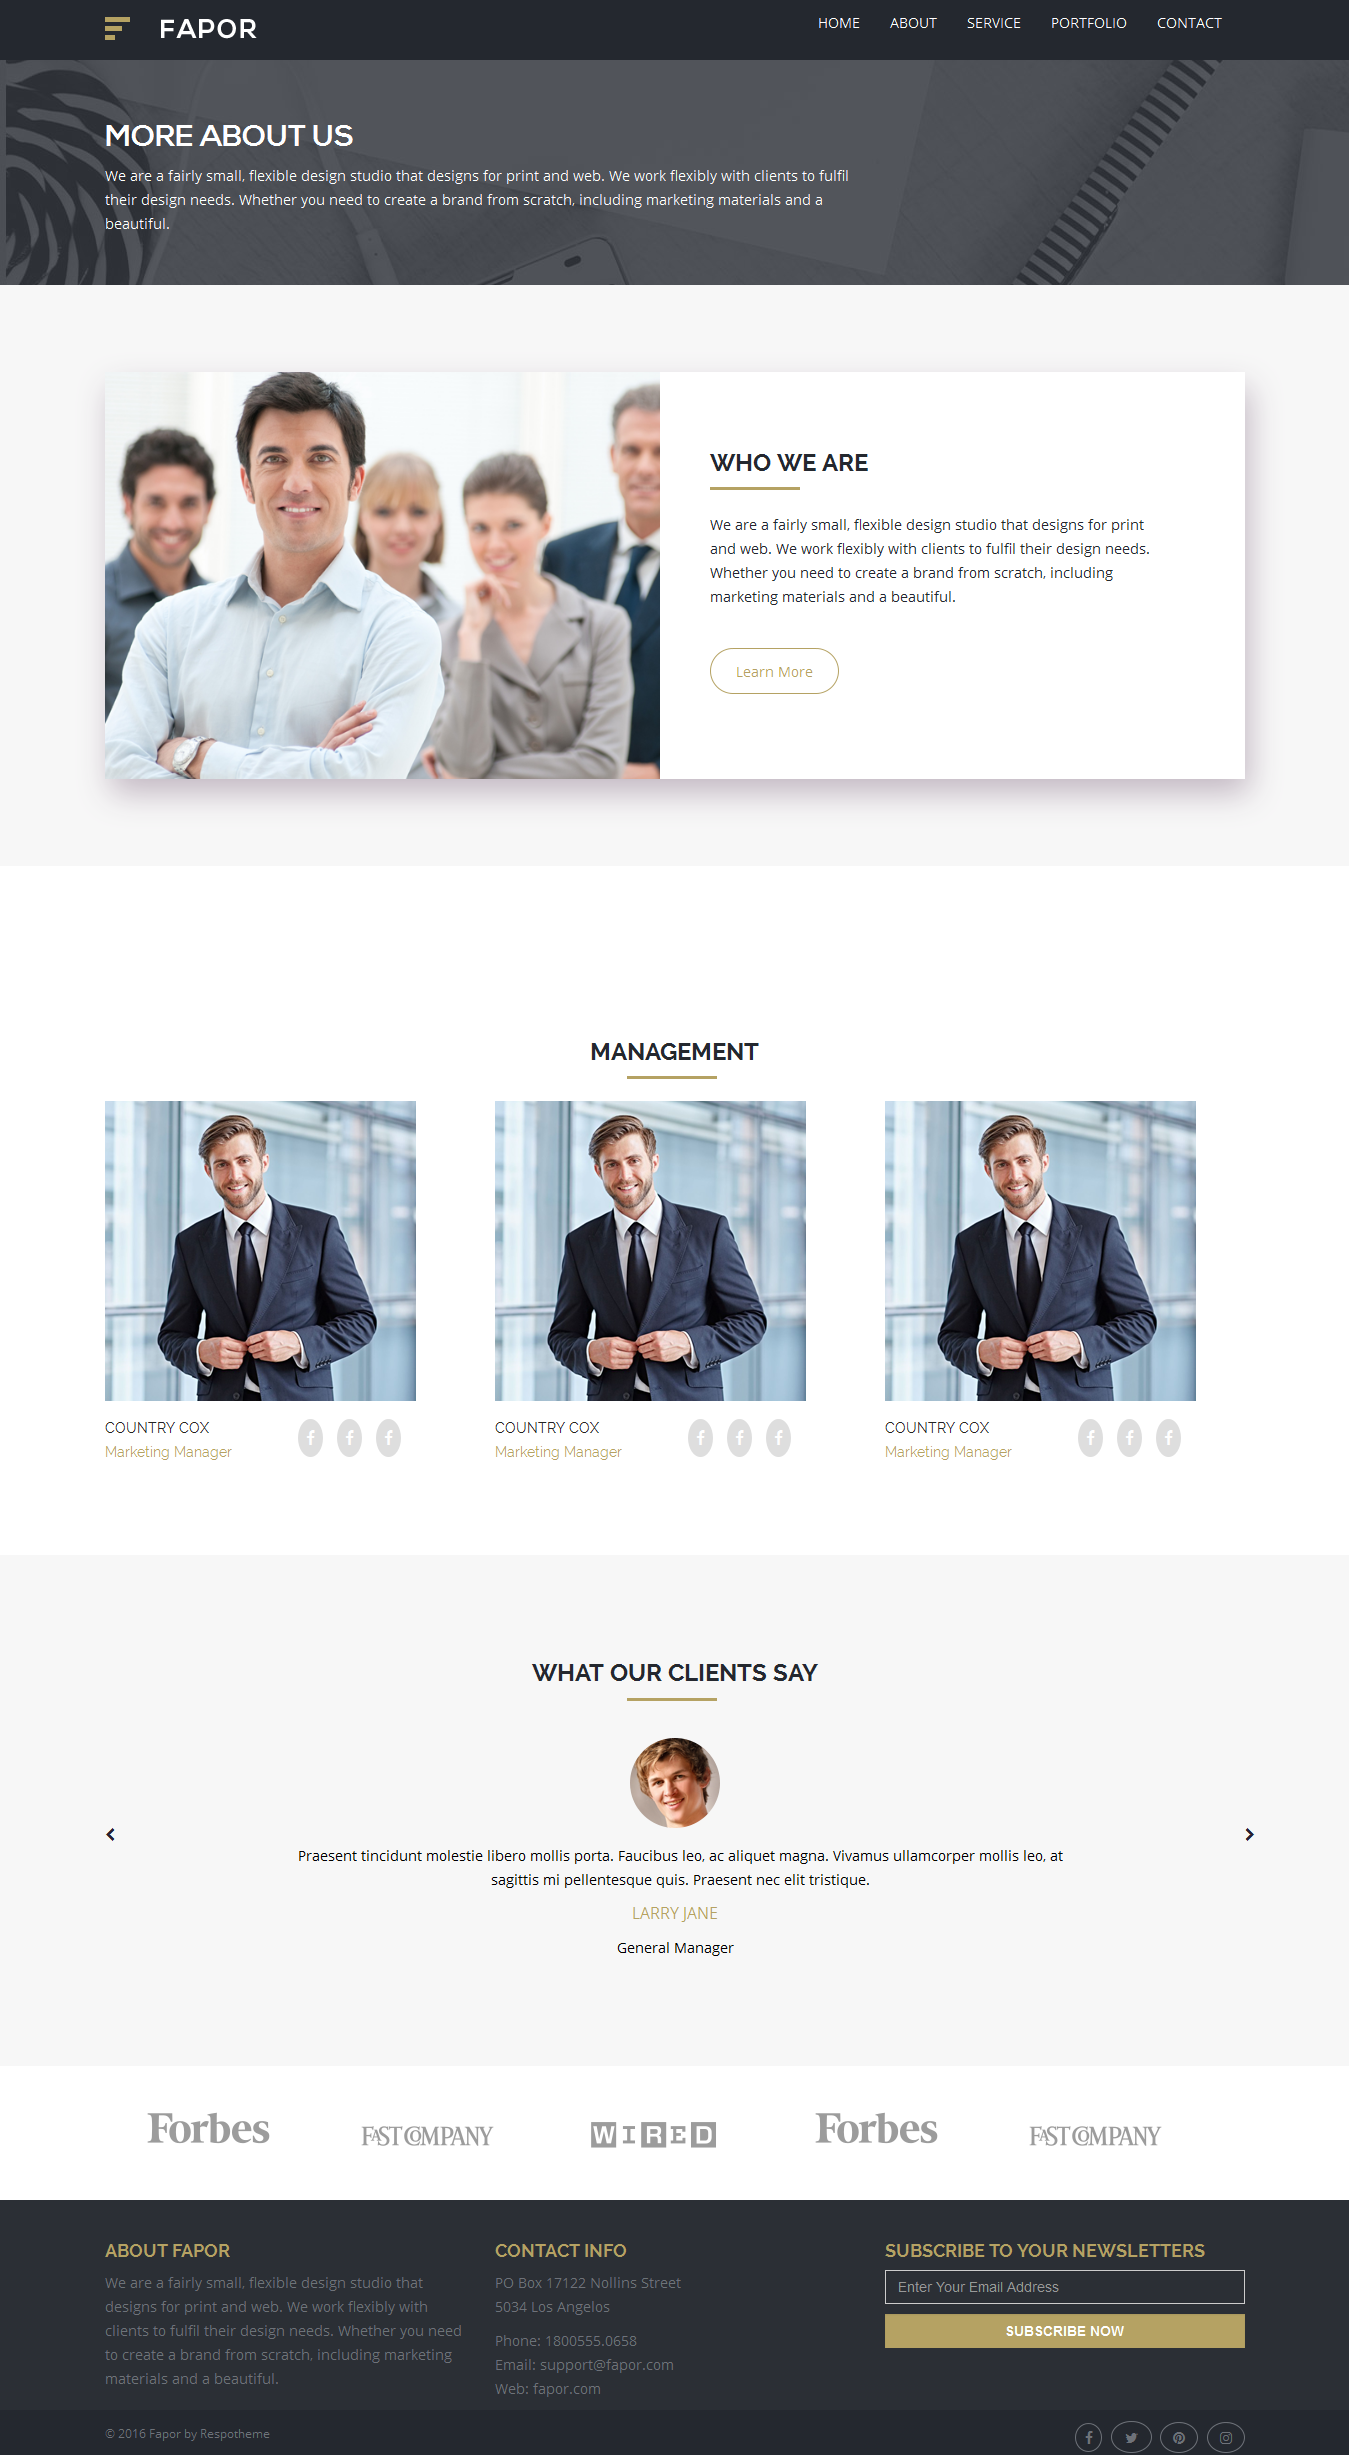 FAPOR
HOME ABOUT SERVICE PORTFOLIO CONTACT
MORE ABOUT US
We are a fairly small, flexible design studio that designs for print and web. We work flexibly with clients to fulfil
their design needs. Whether you need to create a brand from scratch, including marketing materials and a
beautiful.
WHO WE ARE
We are a fairly small, flexible design studio that designs for print
and web. We work flexibly with clients to fulfil their design needs.
Whether you need to create a brand from scratch, including
marketing materials and a beautiful.
Learn More
MANAGEMENT
COUNTRY COX
Marketing Manager
COUNTRY COX
Marketing Manager
COUNTRY COX
Marketing Manager
WHAT OUR CLIENTS SAY
Praesent tincidunt molestie libero mollis porta. Faucibus leo, ac aliquet magna. Vivamus ullamcorper mollis leo, at
sagittis mi pellentesque quis. Praesent nec elit tristique.
LARRY JANE
General Manager
Forbes
FAST COMPANY
WIRED
Forbes
FAST COMPANY
ABOUT FAPOR
We are a fairly small, flexible design studio that
designs for print and web. We work flexibly with
clients to fulfil their design needs. Whether you need
to create a brand from scratch, including marketing
materials and a beautiful.
CONTACT INFO
PO Box 17122 Nollins Street
5034 Los Angelos
Phone: 1800555.0658
Email: support@fapor.com
Web: fapor.com
SUBSCRIBE TO YOUR NEWSLETTERS
Enter Your Email Address
SUBSCRIBE NOW
© 2016 Fapor by Respotheme